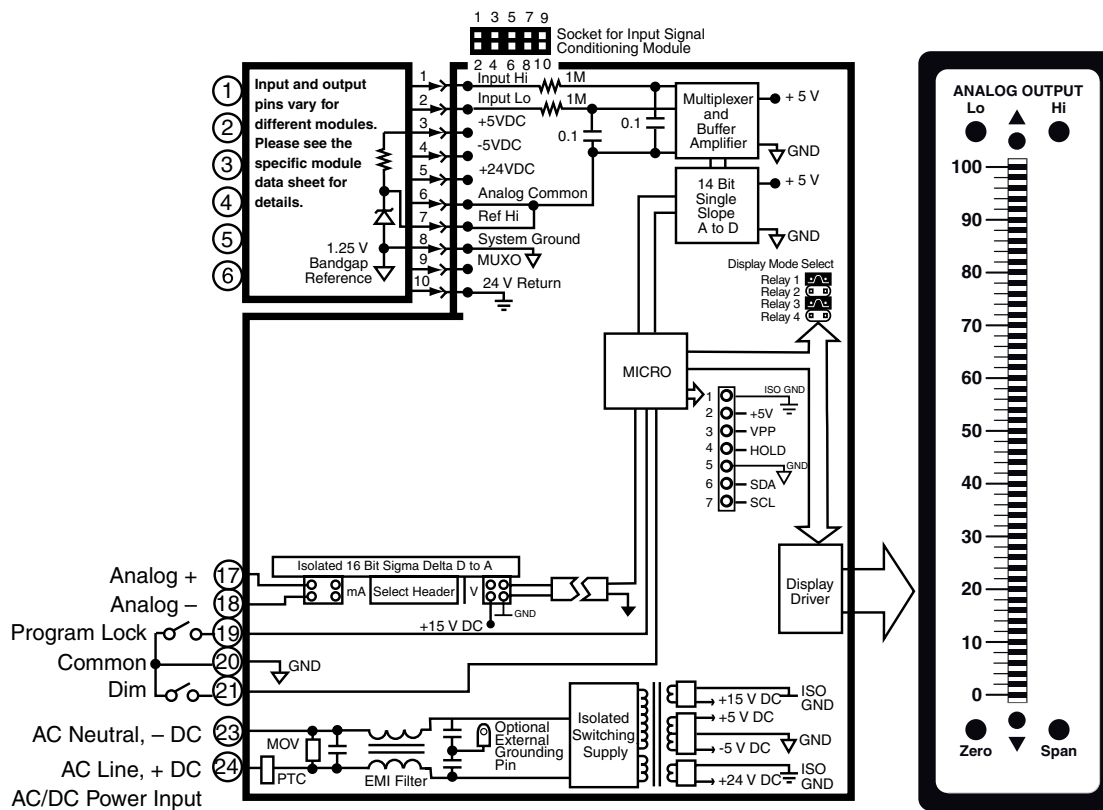 1 3 5 7 9
Socket for Input Signal
Conditioning Module
2 4 6 8 10
1
2
3
4
5
6
Input and output
pins vary for
different modules.
Please see the
specific module
data sheet for
details.
1.25 V
Bandgap
Reference
1
2
3
4
5
6
7
8
9
10
Input Hi
Input Lo
+5VDC
-5VDC
+24VDC
Analog Common
Ref Hi
System Ground
MUXO
24 V Return
1M
1M
0.1
0.1
Multiplexer
and
Buffer
Amplifier
+ 5 V
GND
14 Bit
Single
Slope
A to D
+ 5 V
GND
Display Mode Select
Relay 1
Relay 2
Relay 3
Relay 4
MICRO
1
2
3
4
5
6
7
ISO GND
+5V
VPP
HOLD
GND
SDA
SCL
Isolated 16 Bit Sigma Delta D to A
mA
Select Header
V
GND
+15 V DC
Display
Driver
Analog + 17
Analog – 18
Program Lock 19
Common 20
GND
Dim 21
AC Neutral, – DC 23
AC Line, + DC 24
AC/DC Power Input
MOV
PTC
EMI Filter
Optional
External
Grounding
Pin
Isolated
Switching
Supply
+15 V DC
ISO
GND
+5 V DC
GND
-5 V DC
+24 V DC
ISO
GND
ANALOG OUTPUT
Lo
Hi
100
90
80
70
60
50
40
30
20
10
0
Zero
Span